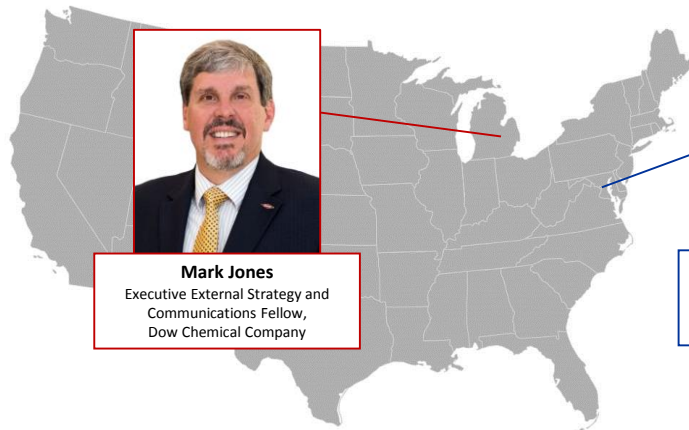 Mark Jones
Executive External Strategy and
Communications Fellow,
Dow Chemical Company